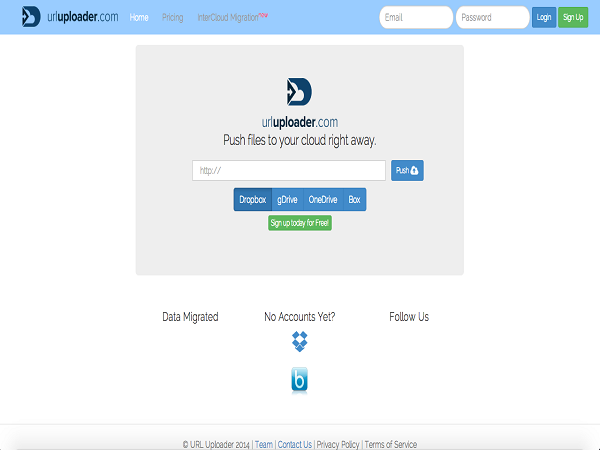 urluploader.com Home Pricing InterCloud Migration new Email Password Login Sign Up
urluploader.com
Push files to your cloud right away.
http:// Push
Dropbox gDrive OneDrive Box
Sign up today for Free!
Data Migrated No Accounts Yet? Follow Us
b
© URL Uploader 2014 | Team | Contact Us | Privacy Policy | Terms of Service